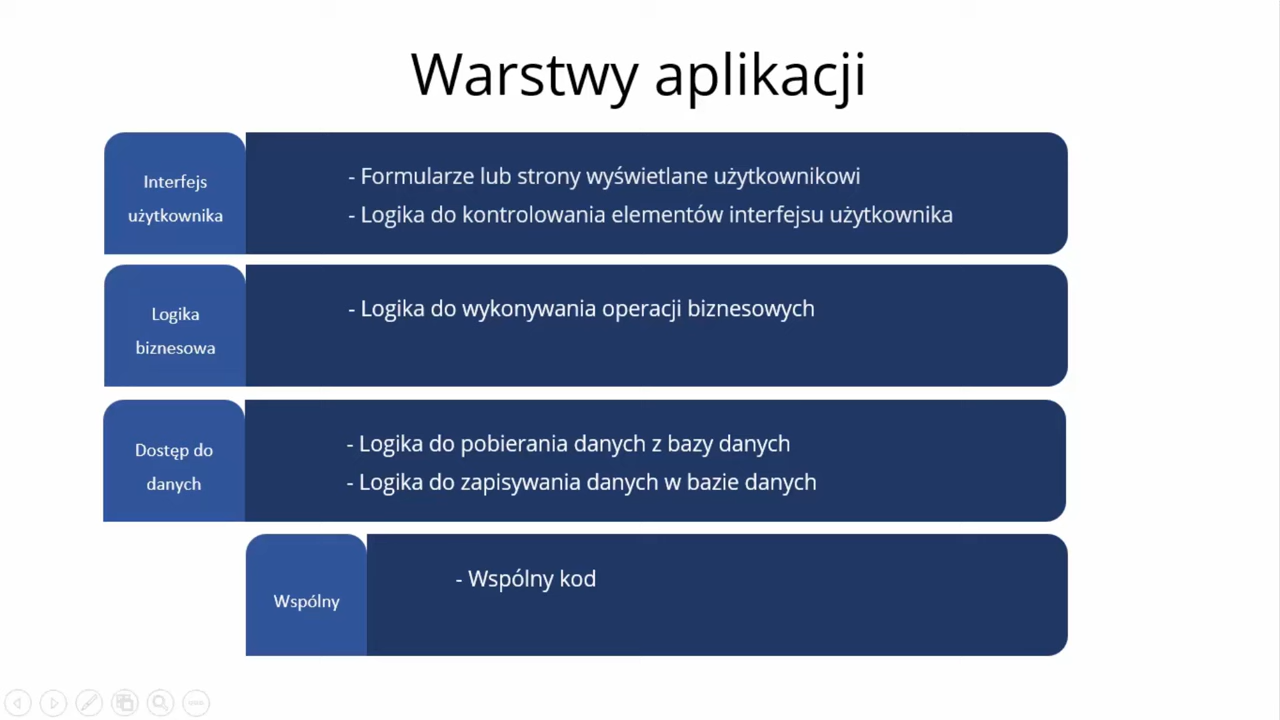 Warstwy aplikacji
Interfejs
użytkownika
- Formularze lub strony wyświetlane użytkownikowi
- Logika do kontrolowania elementów interfejsu użytkownika
Logika
biznesowa
- Logika do wykonywania operacji biznesowych
Dostęp do
danych
- Logika do pobierania danych z bazy danych
- Logika do zapisywania danych w bazie danych
Wspólny
- Wspólny kod